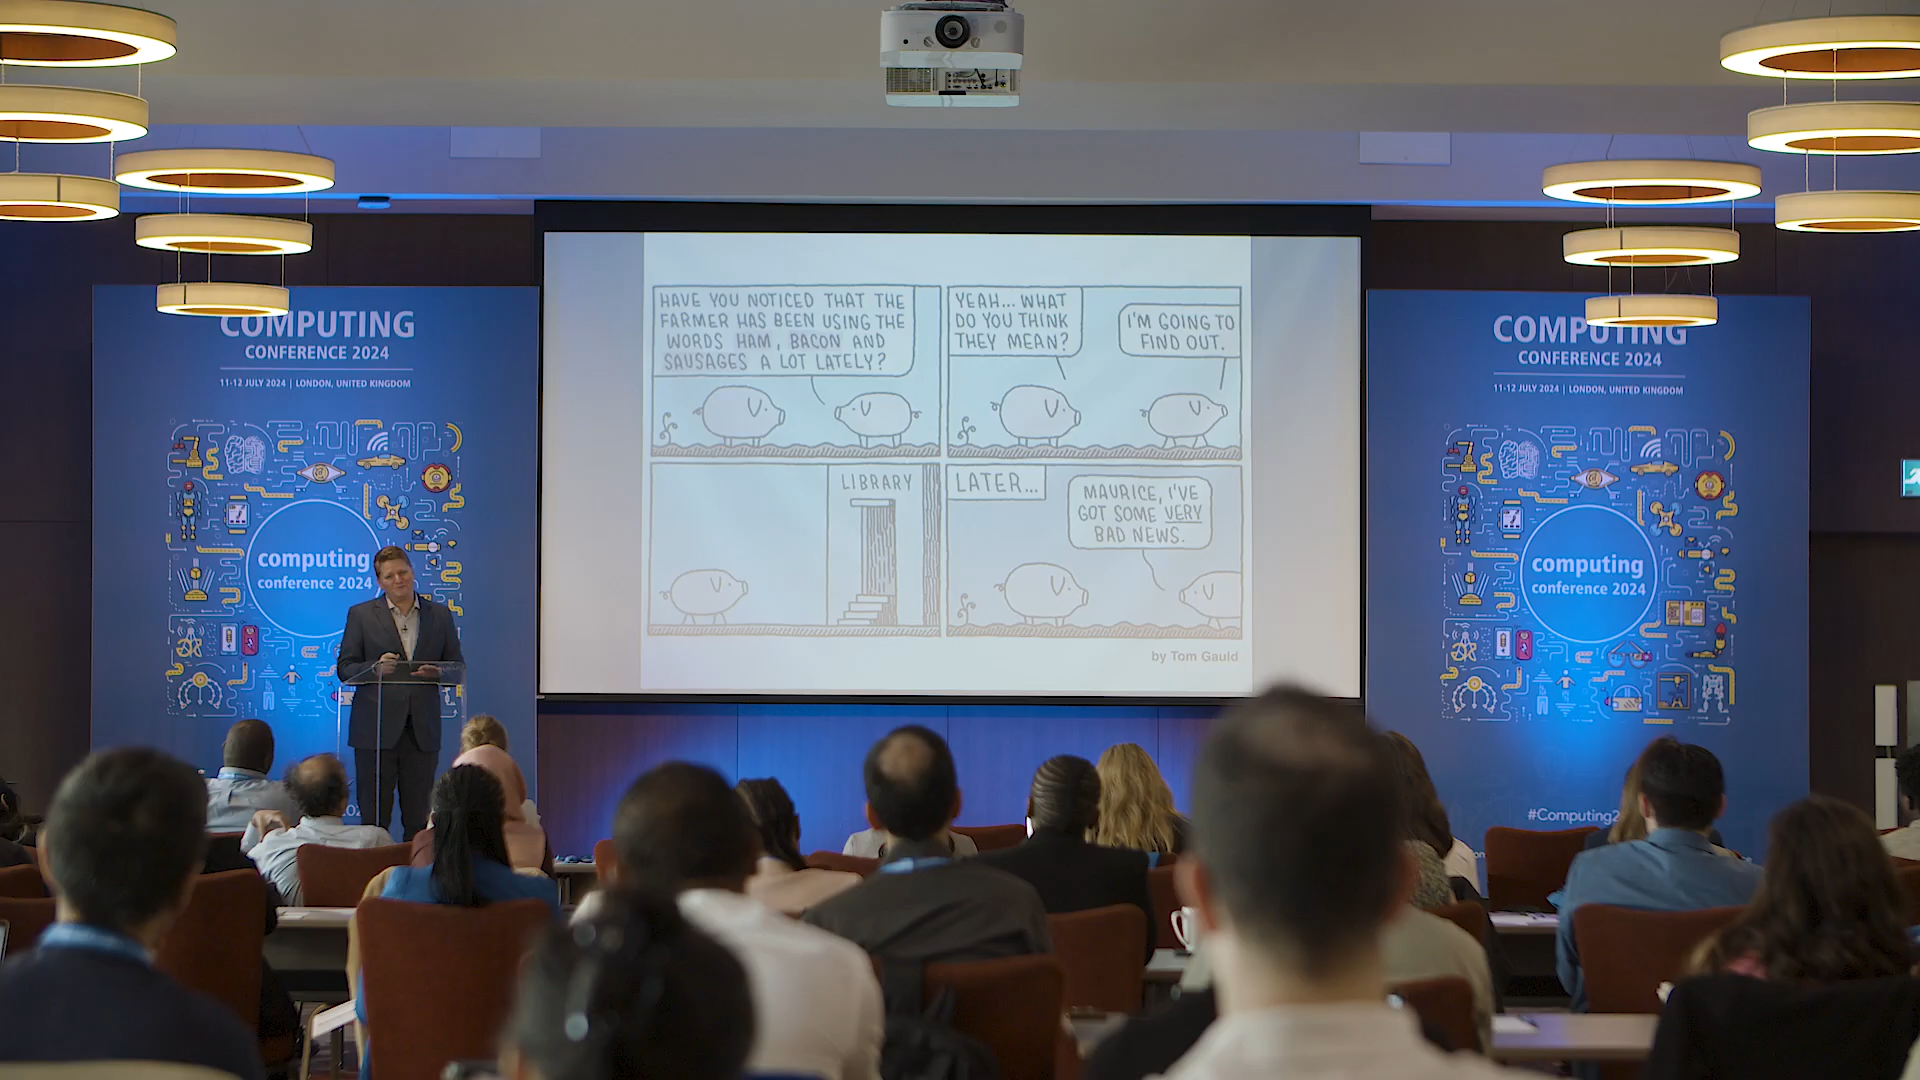 COMPUTING
CONFERENCE 2024
11-12 JULY 2024 | LONDON, UNITED KINGDOM
computing
conference 2024
HAVE YOU NOTICED THAT THE
FARMER HAS BEEN USING THE
WORDS HAM, BACON AND
SAUSAGES A LOT LATELY?
YEAH... WHAT
DO YOU THINK
THEY MEAN?
I'M GOING TO
FIND OUT.
LIBRARY
LATER...
MAURICE, I'VE
GOT SOME VERY
BAD NEWS.
by Tom Gauld
COMPUTING
CONFERENCE 2024
11-12 JULY 2024 | LONDON, UNITED KINGDOM
computing
conference 2024
#Computing2